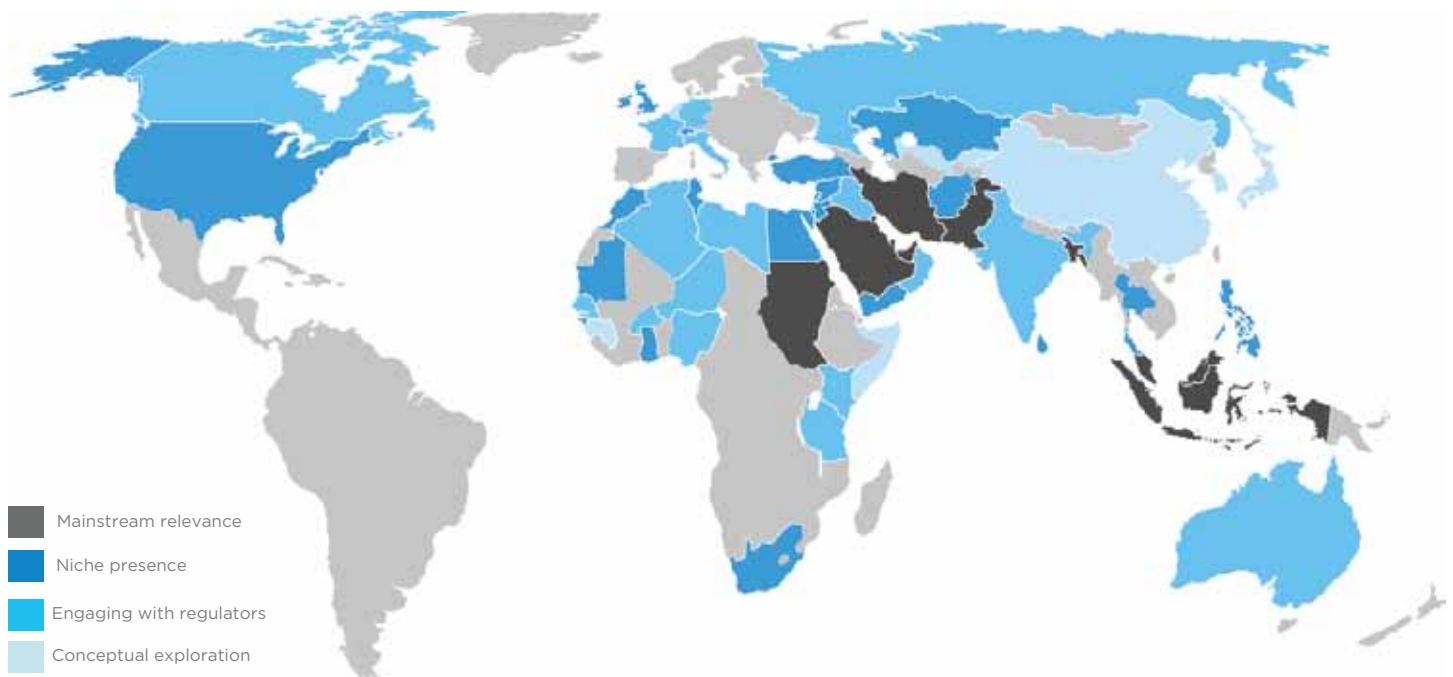 Mainstream relevance
Niche presence
Engaging with regulators
Conceptual exploration